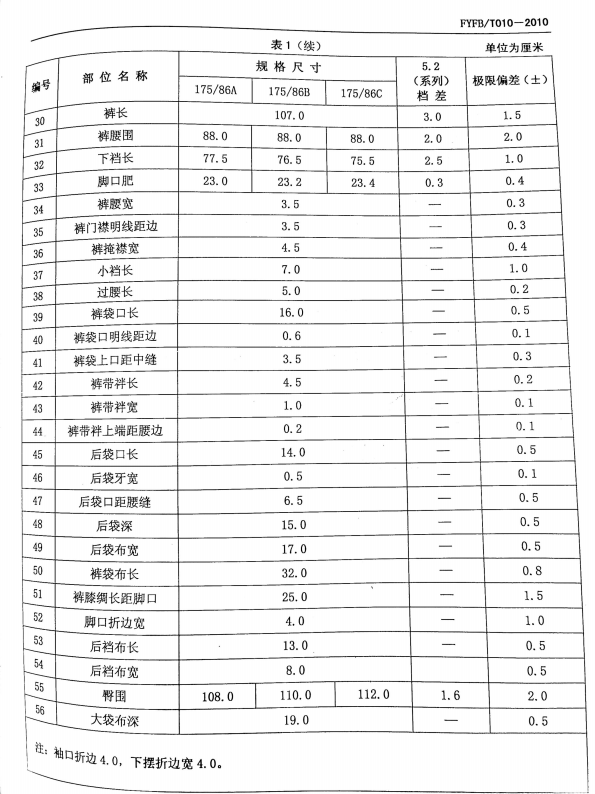 FYFB/T010—2010
表1（续）
单位为厘米
编号 部位名称 规格尺寸 5.2（系列）档差 极限偏差（±）
175/86A 175/86B 175/86C
30 裤长 107.0 3.0 1.5
31 裤腰围 88.0 88.0 88.0 2.0 2.0
32 下裆长 77.5 76.5 75.5 2.5 1.0
33 脚口肥 23.0 23.2 23.4 0.3 0.4
34 裤腰宽 3.5 — 0.3
35 裤门襟明线距边 3.5 — 0.3
36 裤掩襟宽 4.5 — 0.4
37 小裆长 7.0 — 1.0
38 过腰长 5.0 — 0.2
39 裤袋口长 16.0 — 0.5
40 裤袋口明线距边 0.6 — 0.1
41 裤袋上口距中缝 3.5 — 0.3
42 裤带袢长 4.5 — 0.2
43 裤带袢宽 1.0 — 0.1
44 裤带袢上端距腰边 0.2 — 0.1
45 后袋口长 14.0 — 0.5
46 后袋牙宽 0.5 — 0.1
47 后袋口距腰缝 6.5 — 0.5
48 后袋深 15.0 — 0.5
49 后袋布宽 17.0 — 0.5
50 裤袋布长 32.0 — 0.8
51 裤膝绸长距脚口 25.0 — 1.5
52 脚口折边宽 4.0 — 1.0
53 后裆布长 13.0 — 0.5
54 后裆布宽 8.0 0.5
55 臀围 108.0 110.0 112.0 1.6 2.0
56 大袋布深 19.0 — 0.5
注：袖口折边4.0，下摆折边宽4.0。